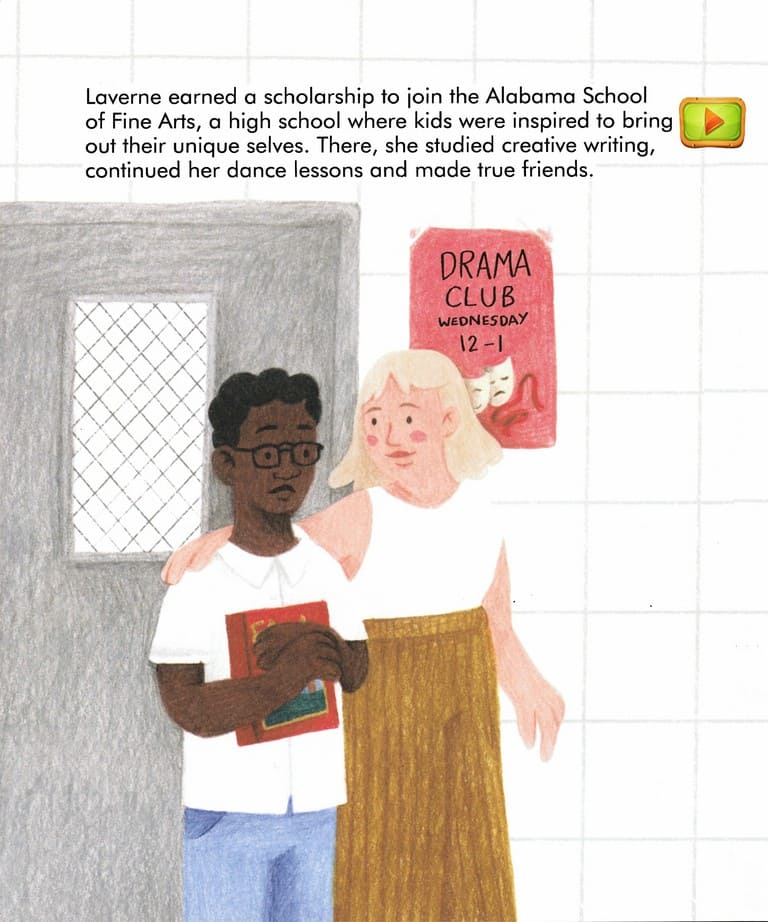 Laverne earned a scholarship to join the Alabama School
of Fine Arts, a high school where kids were inspired to bring
out their unique selves. There, she studied creative writing,
continued her dance lessons and made true friends.
DRAMA
CLUB
WEDNESDAY
12-1